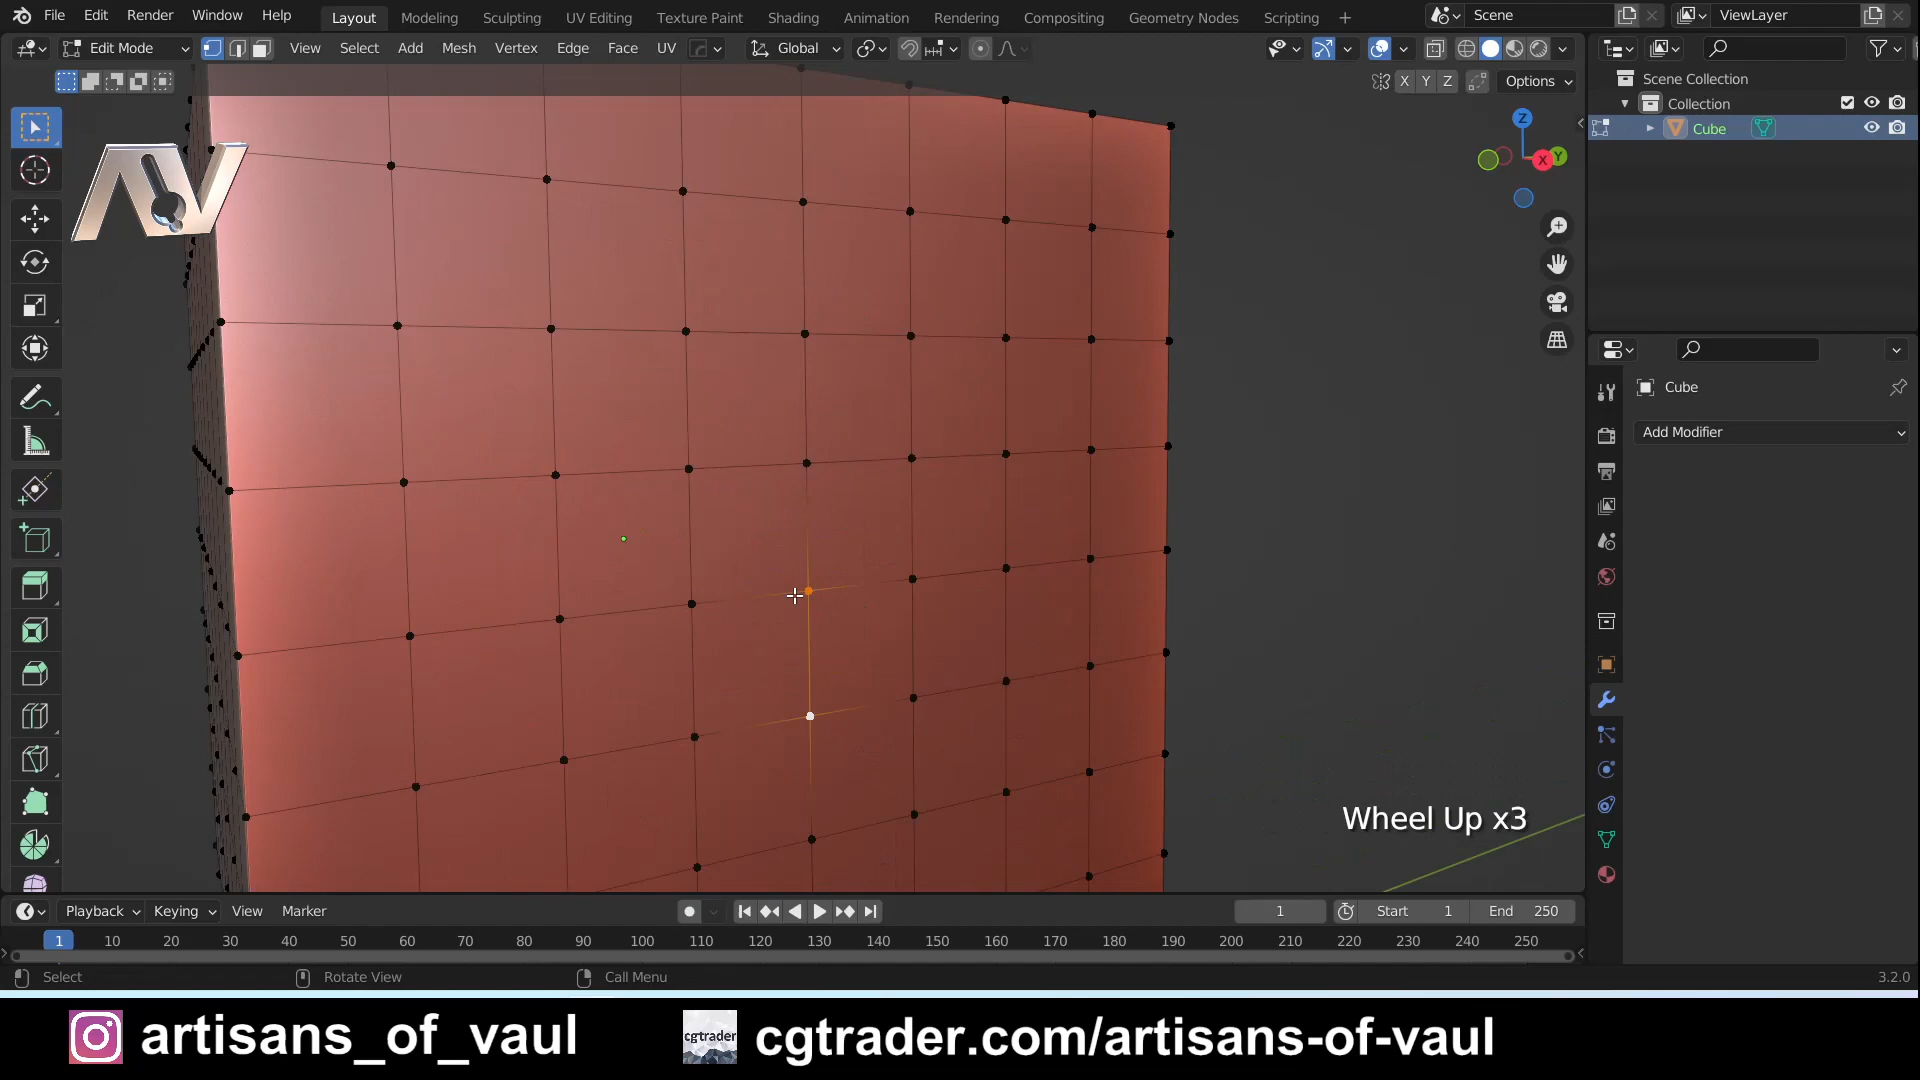 File Edit Render Window Help Layout Modeling Sculpting UV Editing Texture Paint Shading Animation Rendering Compositing Geometry Nodes Scripting + Scene ViewLayer
Edit Mode View Select Add Mesh Vertex Edge Face UV Global
X Y Z Options
Scene Collection
Collection
Cube
Z
X Y
Cube
Add Modifier
AV
Wheel Up x3
Playback Keying View Marker 1 Start 1 End 250
1 10 20 30 40 50 60 70 80 90 100 110 120 130 140 150 160 170 180 190 200 210 220 230 240 250
Select Rotate View Call Menu 3.2.0
artisans_of_vaul cgtrader cgtrader.com/artisans-of-vaul